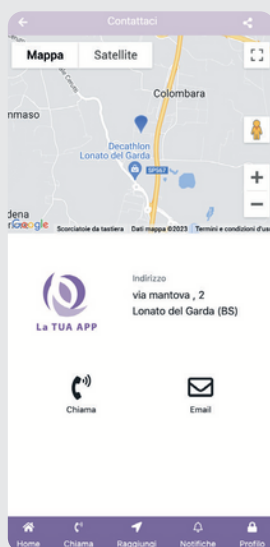 Contattaci
Mappa
Satellite
Colombara
nmaso
Decathlon
Lonato del Garda
SP567
dena
Google
Scorciatoie da tastiera
Dati mappa ©2023
Termini e condizioni d'uso
La TUA APP
Indirizzo
via mantova , 2
Lonato del Garda (BS)
Chiama
Email
Home
Chiama
Raggiungi
Notifiche
Profilo